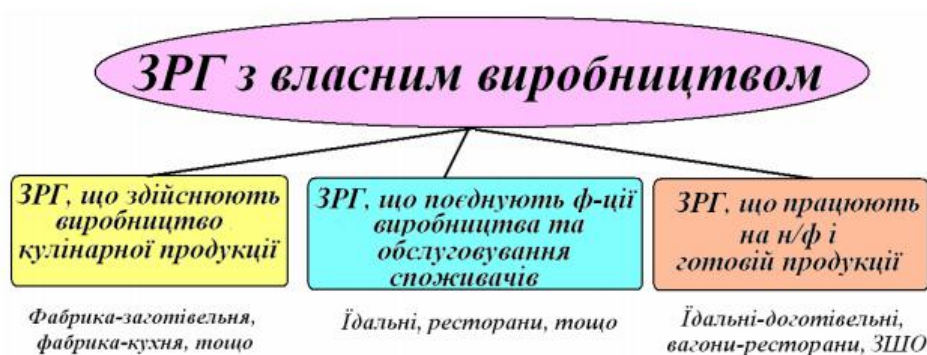 ЗРГ з власним виробництвом
ЗРГ, що здійснюють
виробництво
кулінарної продукції
ЗРГ, що поєднують ф-ції
виробництва та
обслуговування
споживачів
ЗРГ, що працюють
на н/ф і
готовій продукції
Фабрика-заготівельня,
фабрика-кухня, тощо
Їдальні, ресторани, тощо
Їдальні-доготівельні,
вагони-ресторани, ЗШО